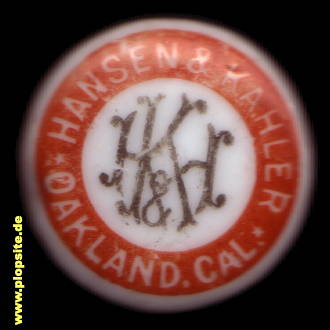 HANSEN & KAHLER
OAKLAND. CAL.
H&K
www.plopsite.de